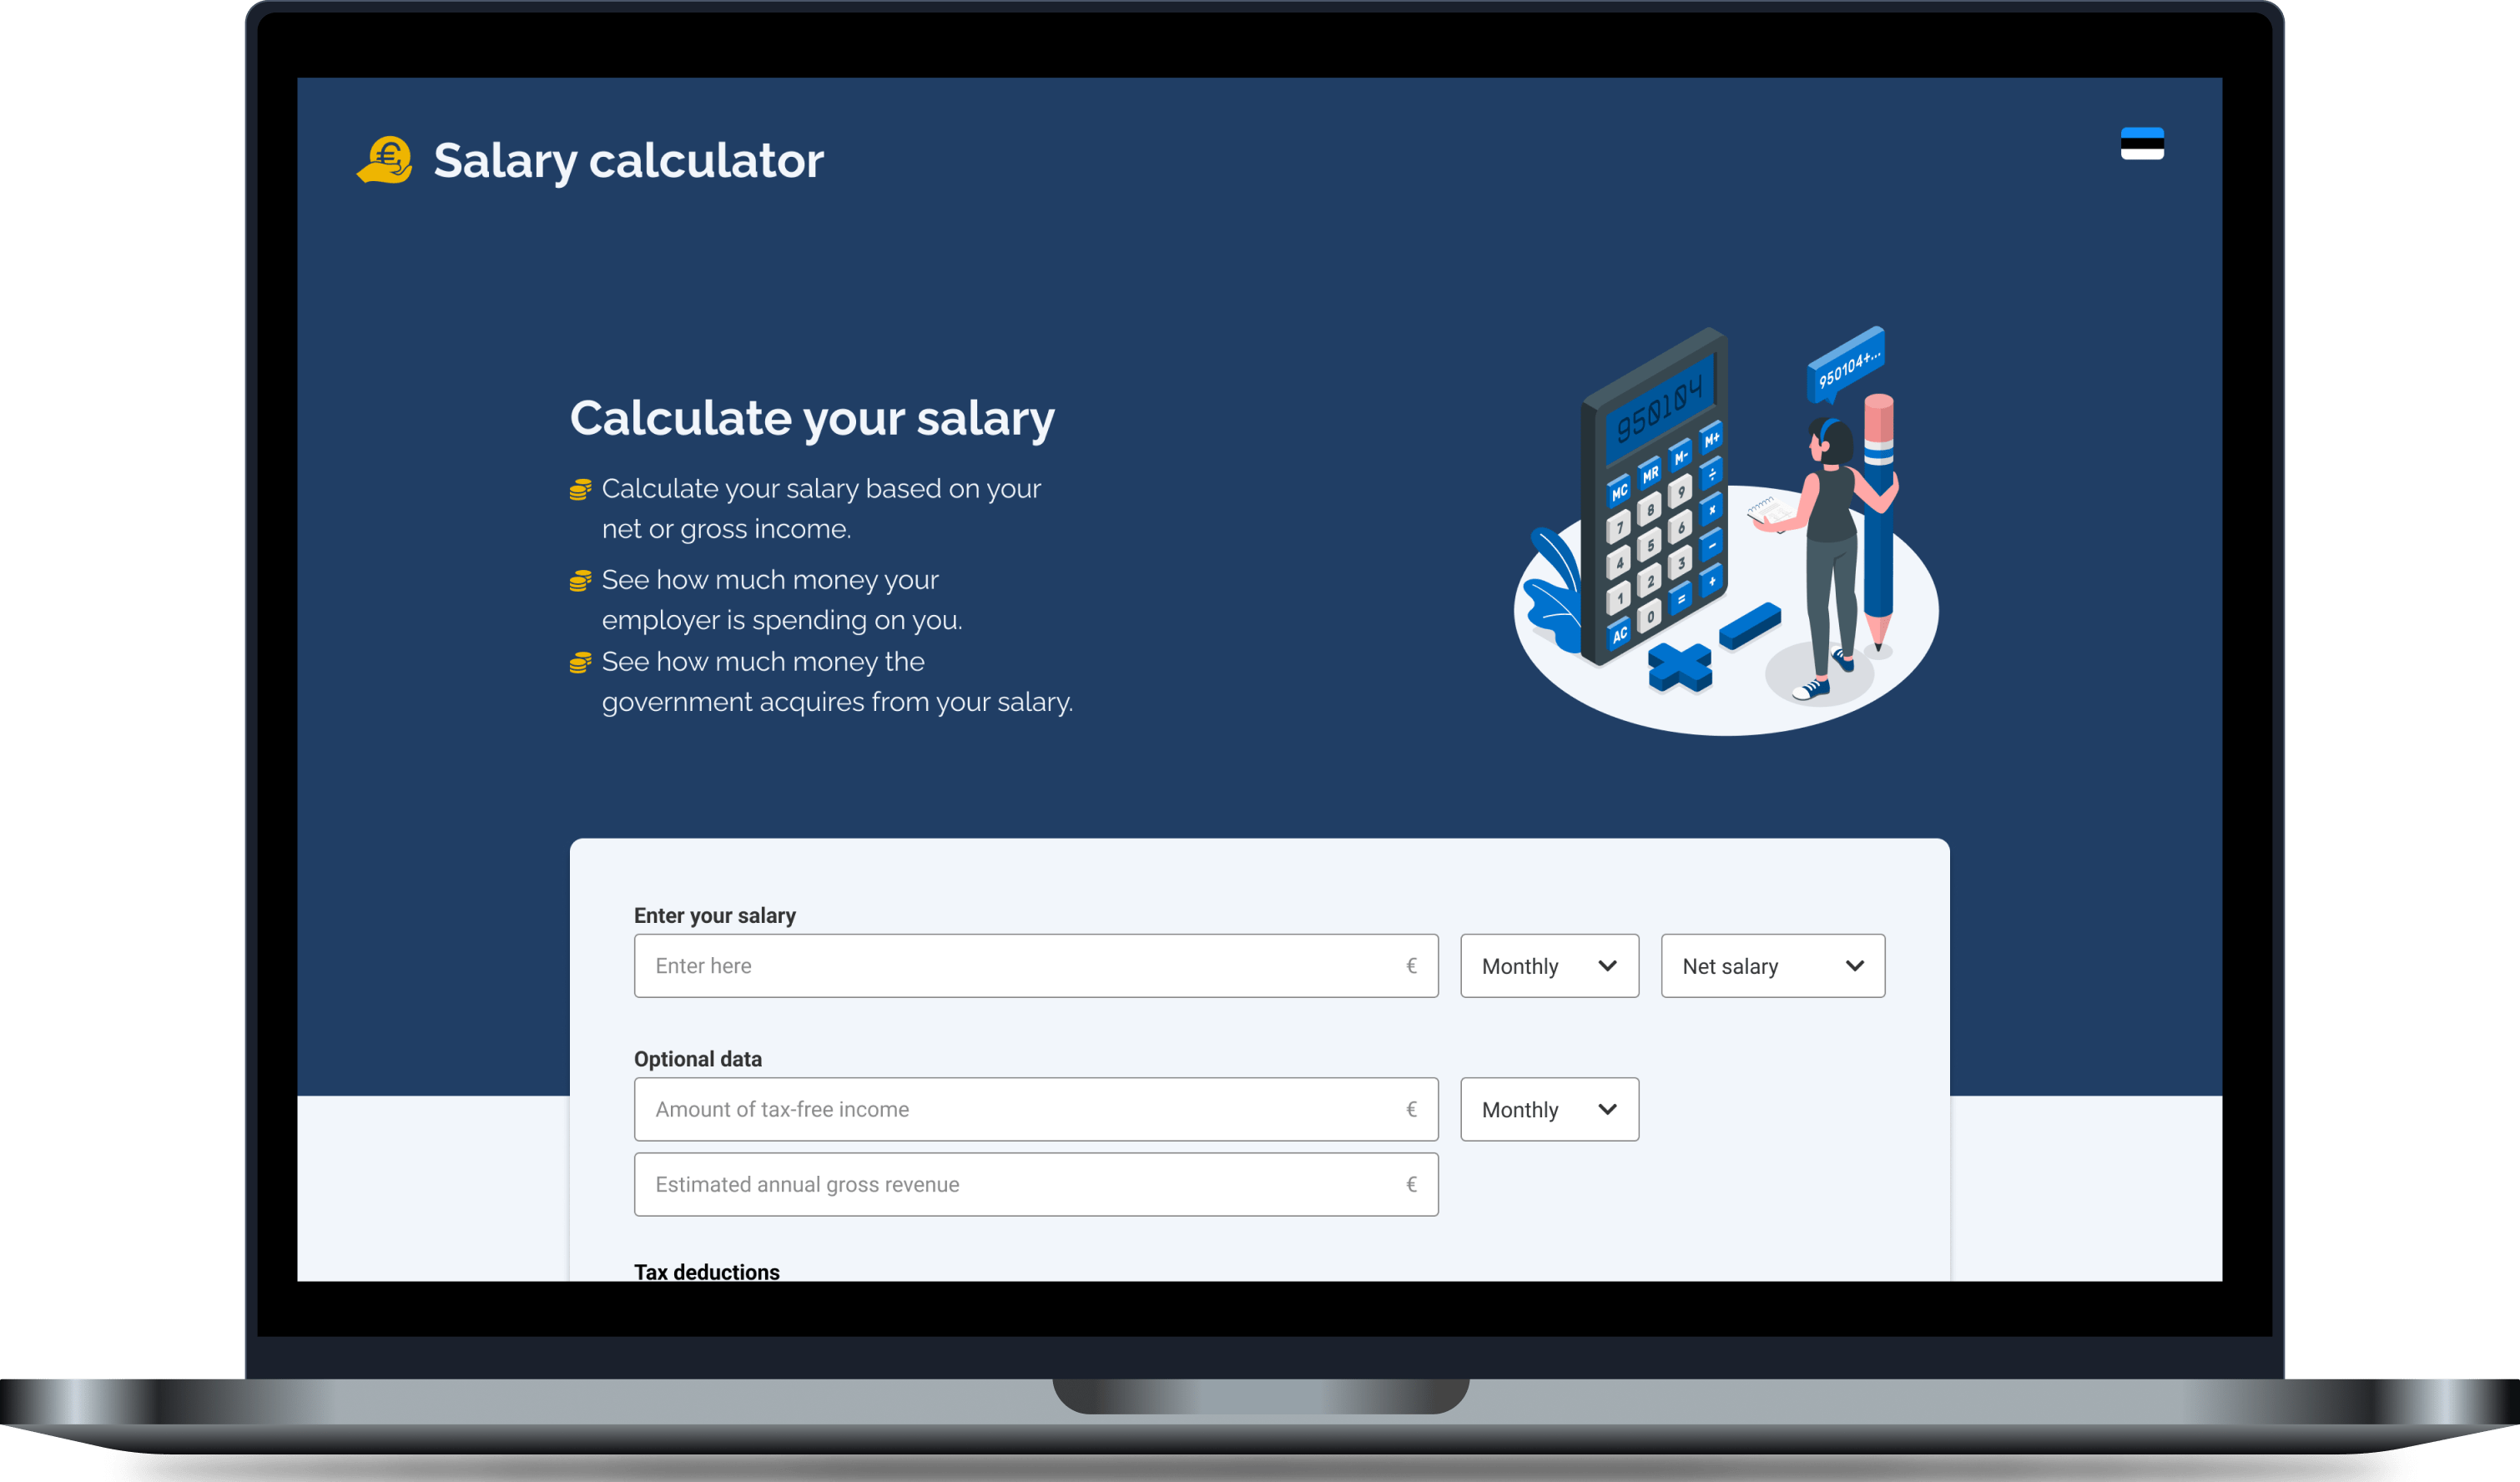 Salary calculator
Calculate your salary
Calculate your salary based on your
net or gross income.
See how much money your
employer is spending on you.
See how much money the
government acquires from your salary.
950104
950104+...
MC MR M- M+
7 8 9 ÷
4 5 6 x
1 2 3 -
AC 0 = +
Enter your salary
Enter here €
Monthly
Net salary
Optional data
Amount of tax-free income €
Monthly
Estimated annual gross revenue €
Tax deductions